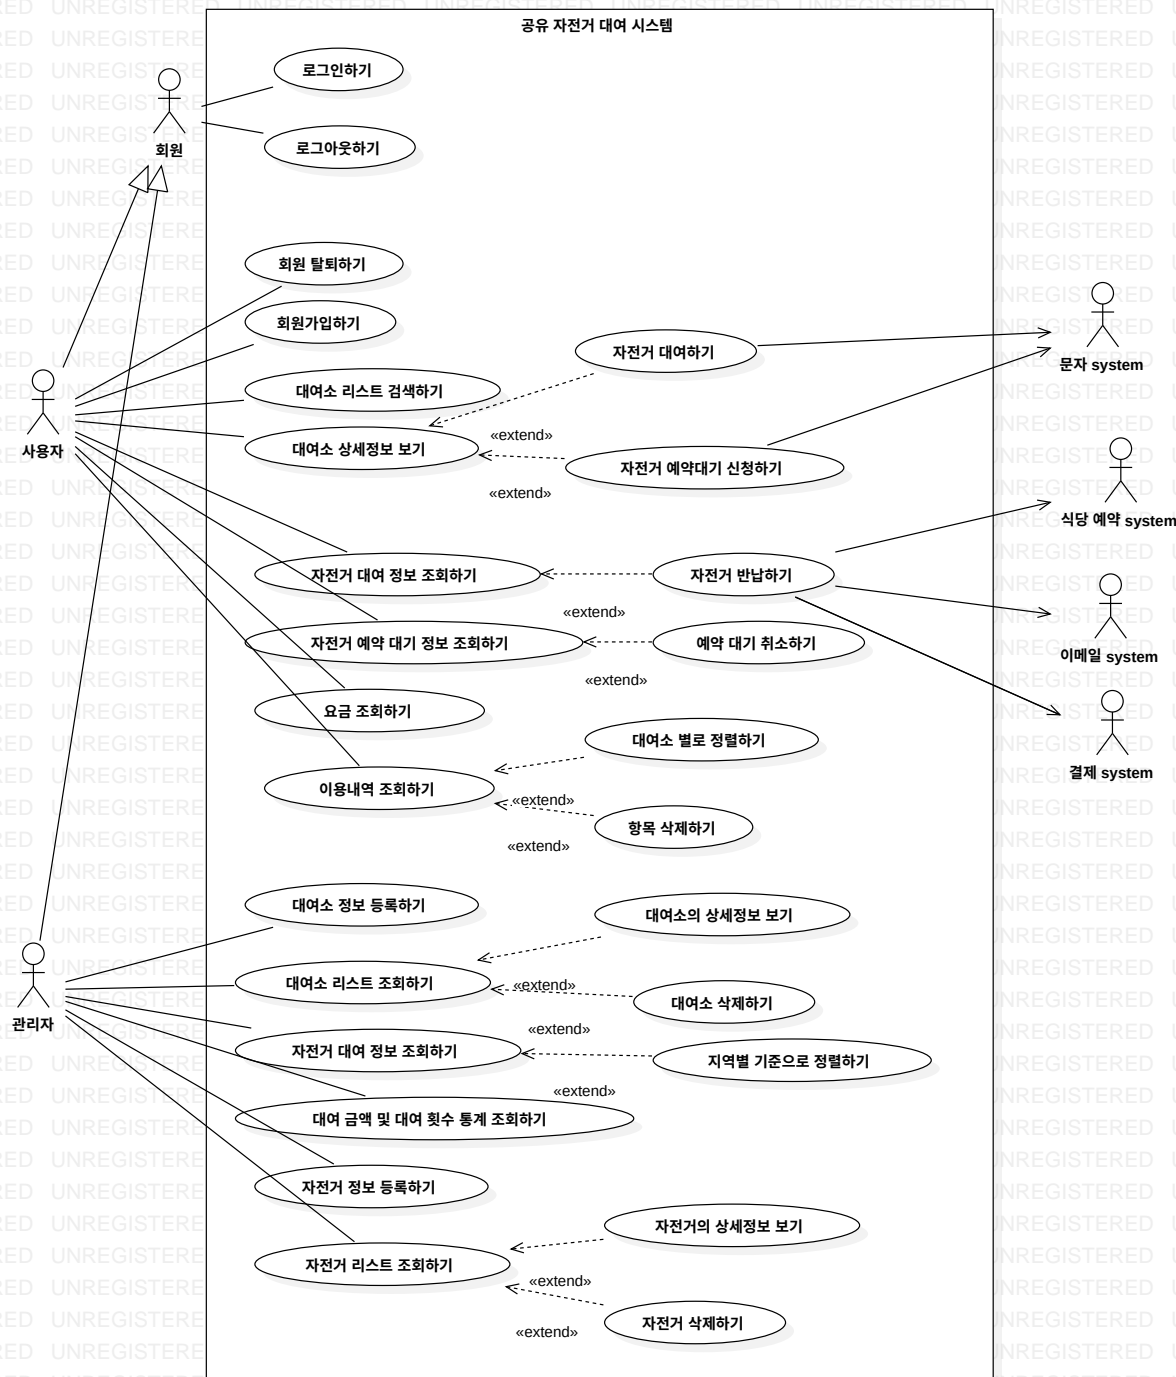 공유 자전거 대여 시스템
로그인하기
로그아웃하기
회원
회원 탈퇴하기
회원가입하기
자전거 대여하기
문자 system
대여소 리스트 검색하기
사용자
대여소 상세정보 보기
«extend»
자전거 예약대기 신청하기
«extend»
식당 예약 system
자전거 대여 정보 조회하기
자전거 반납하기
«extend»
자전거 예약 대기 정보 조회하기
예약 대기 취소하기
이메일 system
«extend»
요금 조회하기
대여소 별로 정렬하기
결제 system
이용내역 조회하기
«extend»
항목 삭제하기
«extend»
대여소 정보 등록하기
대여소의 상세정보 보기
대여소 리스트 조회하기
«extend»
대여소 삭제하기
관리자
«extend»
자전거 대여 정보 조회하기
지역별 기준으로 정렬하기
«extend»
대여 금액 및 대여 횟수 통계 조회하기
자전거 정보 등록하기
자전거의 상세정보 보기
자전거 리스트 조회하기
«extend»
자전거 삭제하기
«extend»
UNREGISTERED